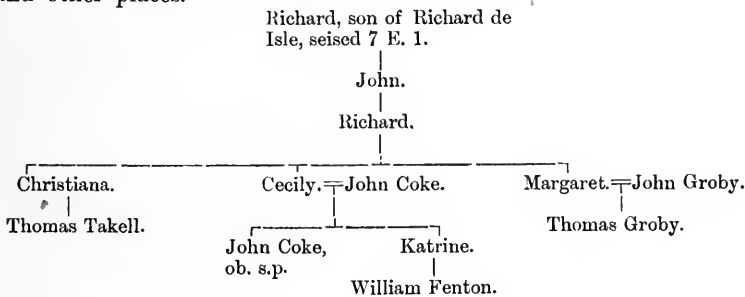 other places.
Richard, son of Richard de
Isle, seised 7 E. 1.
John.
Richard.
Christiana. Cecily.=John Coke. Margaret.=John Groby.
Thomas Takell. Thomas Groby.
John Coke, Katrine.
ob. s.p.
William Fenton.